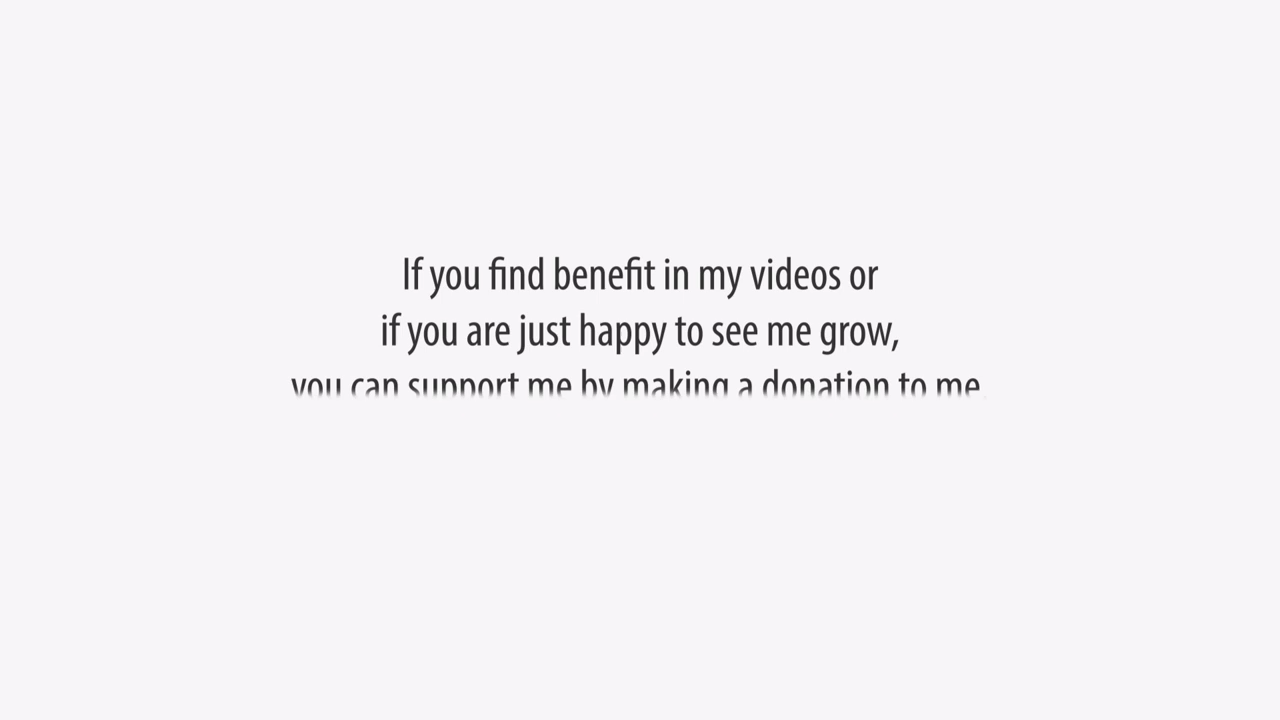 If you find benefit in my videos or
if you are just happy to see me grow,
you can support me by making a donation to me